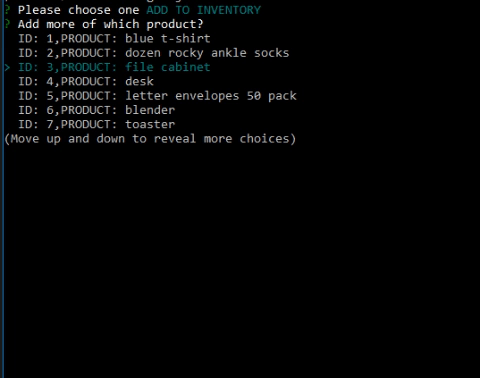 ? Please choose one ADD TO INVENTORY
? Add more of which product?
ID: 1,PRODUCT: blue t-shirt
ID: 2,PRODUCT: dozen rocky ankle socks
> ID: 3,PRODUCT: file cabinet
ID: 4,PRODUCT: desk
ID: 5,PRODUCT: letter envelopes 50 pack
ID: 6,PRODUCT: blender
ID: 7,PRODUCT: toaster
(Move up and down to reveal more choices)